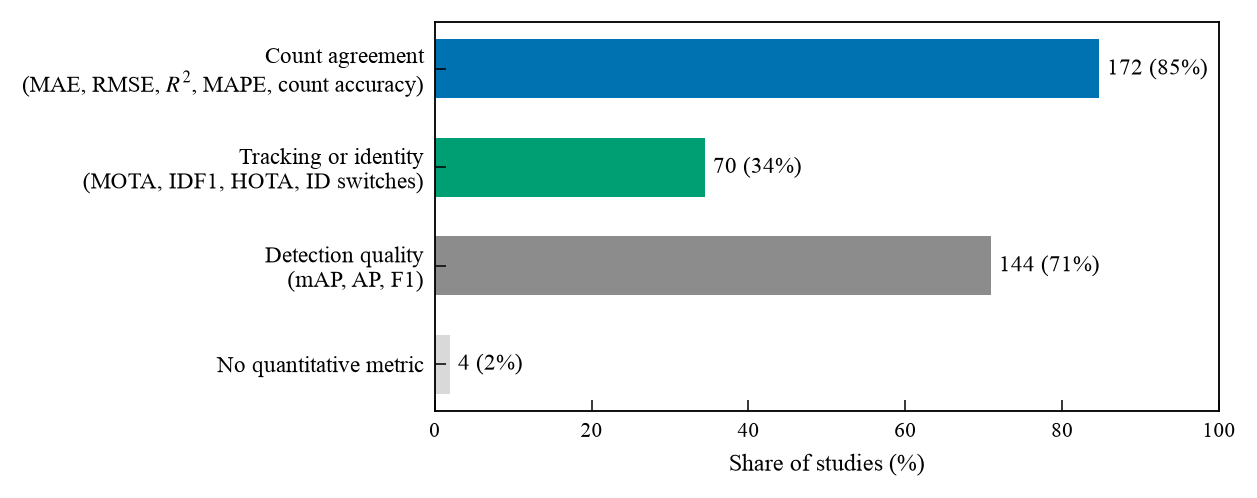 Count agreement
(MAE, RMSE, R², MAPE, count accuracy)
172 (85%)
Tracking or identity
(MOTA, IDF1, HOTA, ID switches)
70 (34%)
Detection quality
(mAP, AP, F1)
144 (71%)
No quantitative metric
4 (2%)
0 20 40 60 80 100
Share of studies (%)